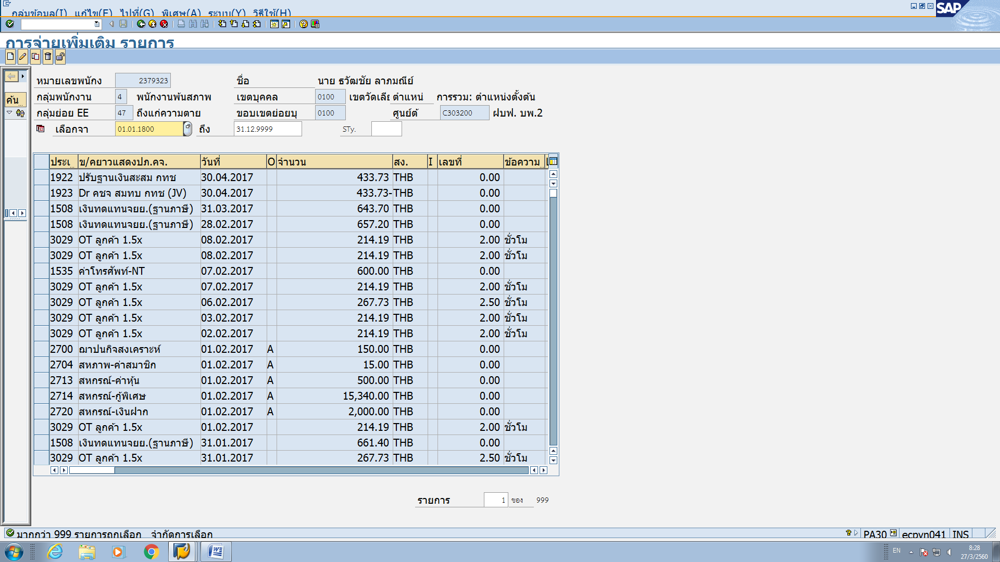 กลุ่มข้อมูล(I) แก้ไข(E) ไปที่(G) พิเศษ(A) ระบบ(Y) วิธีใช้(H)
SAP
การจ่ายเพิ่มเติม รายการ
หมายเลขพนักง 2379323 ชื่อ นาย ธวัฒชัย ลาภมณีย์
กลุ่มพนักงาน 4 พนักงานพ้นสภาพ เขตบุคคล 0100 เขตวัดเลีย ตำแหน่ การรวม: ตำแหน่งตั้งต้น
ค้น
กลุ่มย่อย EE 47 ถึงแก่ความตาย ขอบเขตย่อยบุ 0100 ศูนย์ต้ C303200 ฝบฟ. บพ.2
เลือกจา 01.01.1800 ถึง 31.12.9999 STy.
ประเ ข/คยาวแสดงปภ.คจ. วันที่ O จำนวน สง. I เลขที่ ข้อความ
1922 ปรับฐานเงินสะสม กทช 30.04.2017 433.73 THB 0.00
1923 Dr คชจ สมทบ กทช (JV) 30.04.2017 433.73- THB 0.00
1508 เงินทดแทนจยย.(ฐานภาษี) 31.03.2017 643.70 THB 0.00
1508 เงินทดแทนจยย.(ฐานภาษี) 28.02.2017 657.20 THB 0.00
3029 OT ลูกค้า 1.5x 08.02.2017 214.19 THB 2.00 ชั่วโม
3029 OT ลูกค้า 1.5x 08.02.2017 214.19 THB 2.00 ชั่วโม
1535 ค่าโทรศัพท์-NT 07.02.2017 600.00 THB 0.00
3029 OT ลูกค้า 1.5x 07.02.2017 214.19 THB 2.00 ชั่วโม
3029 OT ลูกค้า 1.5x 06.02.2017 267.73 THB 2.50 ชั่วโม
3029 OT ลูกค้า 1.5x 03.02.2017 214.19 THB 2.00 ชั่วโม
3029 OT ลูกค้า 1.5x 02.02.2017 214.19 THB 2.00 ชั่วโม
2700 ฌาปนกิจสงเคราะห์ 01.02.2017 A 150.00 THB 0.00
2704 สหภาพ-ค่าสมาชิก 01.02.2017 A 15.00 THB 0.00
2713 สหกรณ์-ค่าหุ้น 01.02.2017 A 500.00 THB 0.00
2714 สหกรณ์-กู้พิเศษ 01.02.2017 A 15,340.00 THB 0.00
2720 สหกรณ์-เงินฝาก 01.02.2017 A 2,000.00 THB 0.00
3029 OT ลูกค้า 1.5x 01.02.2017 214.19 THB 2.00 ชั่วโม
1508 เงินทดแทนจยย.(ฐานภาษี) 31.01.2017 661.40 THB 0.00
3029 OT ลูกค้า 1.5x 31.01.2017 267.73 THB 2.50 ชั่วโม
รายการ 1 ของ 999
มากกว่า 999 รายการถูกเลือก จำกัดการเลือก PA30 ecpvn041 INS
EN 8:28
27/3/2560